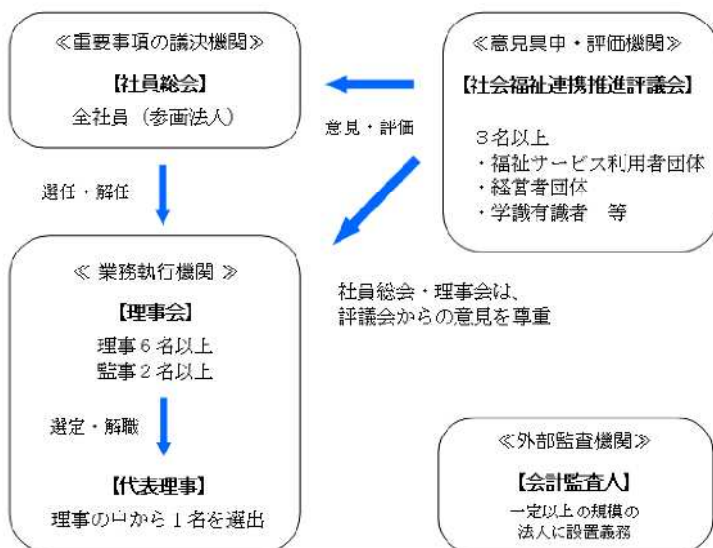 ≪重要事項の議決機関≫
【社員総会】
全社員（参画法人）
≪意見具申・評価機関≫
【社会福祉連携推進評議会】
３名以上
・福祉サービス利用者団体
・経営者団体
・学識有識者　等
意見・評価
選任・解任
≪ 業務執行機関 ≫
【理事会】
理事６名以上
監事２名以上
選定・解職
【代表理事】
理事の中から１名を選出
社員総会・理事会は、
評議会からの意見を尊重
≪外部監査機関≫
【会計監査人】
一定以上の規模の
法人に設置義務